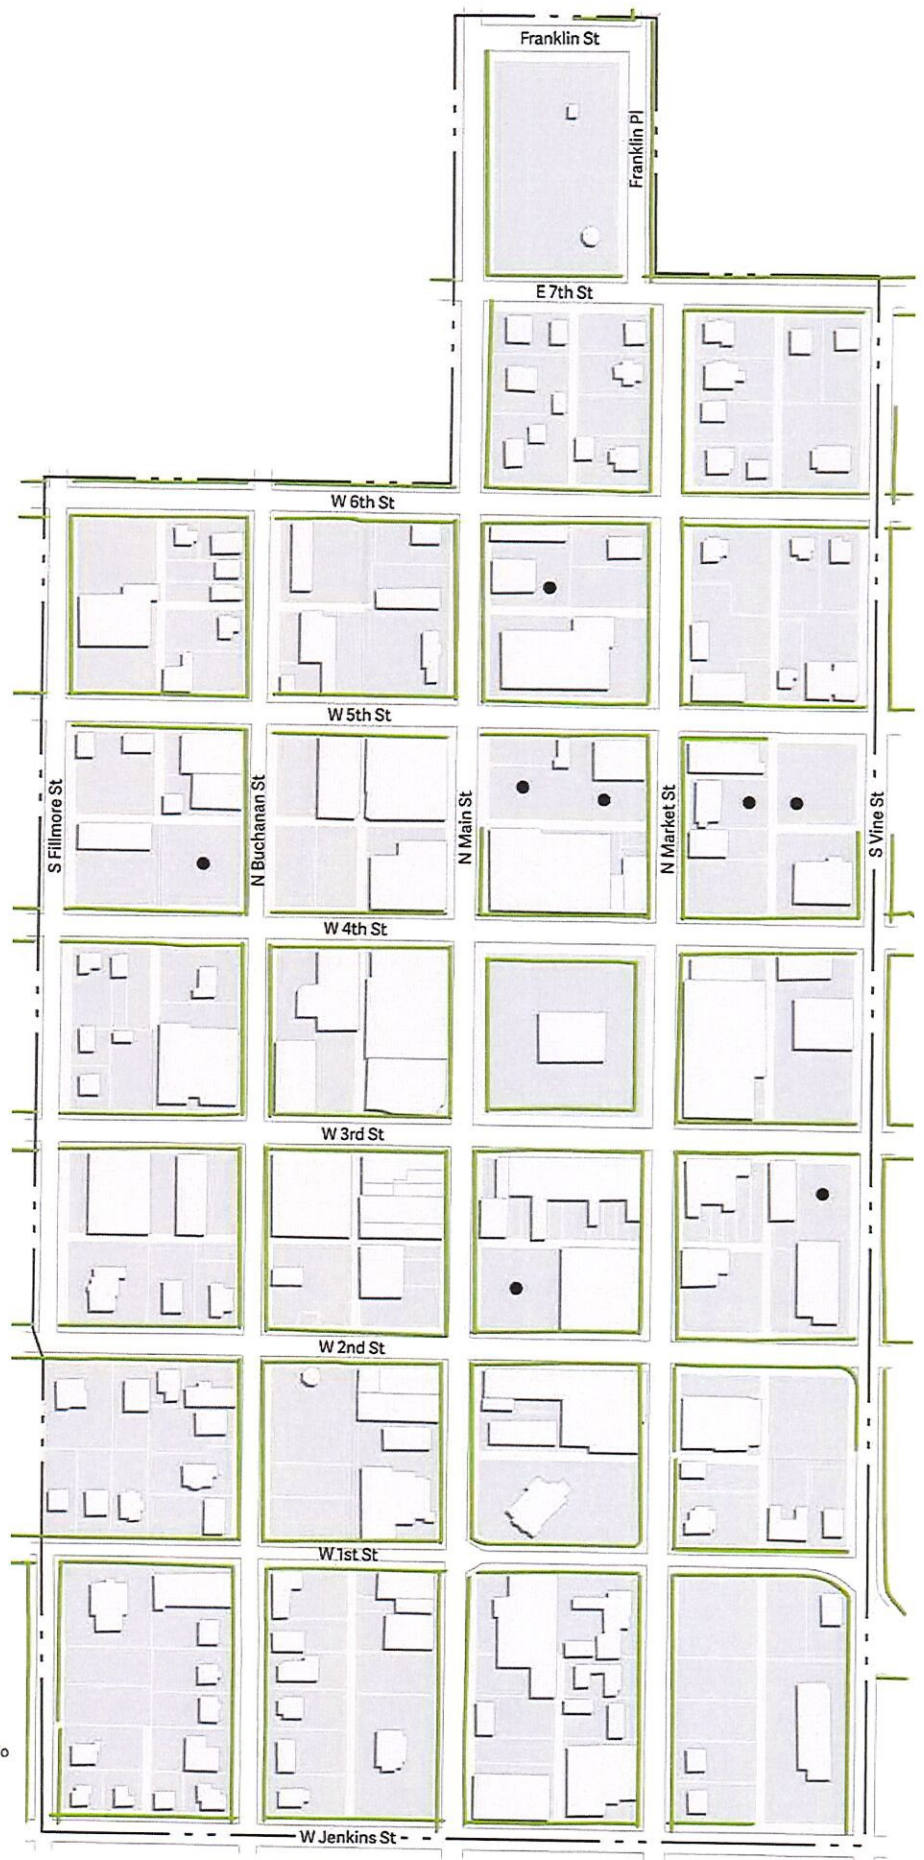 Franklin St
Franklin Pl
E 7th St
W 6th St
W 5th St
S Fillmore St
N Buchanan St
N Main St
N Market St
S Vine St
W 4th St
W 3rd St
W 2nd St
W 1st St
W Jenkins St